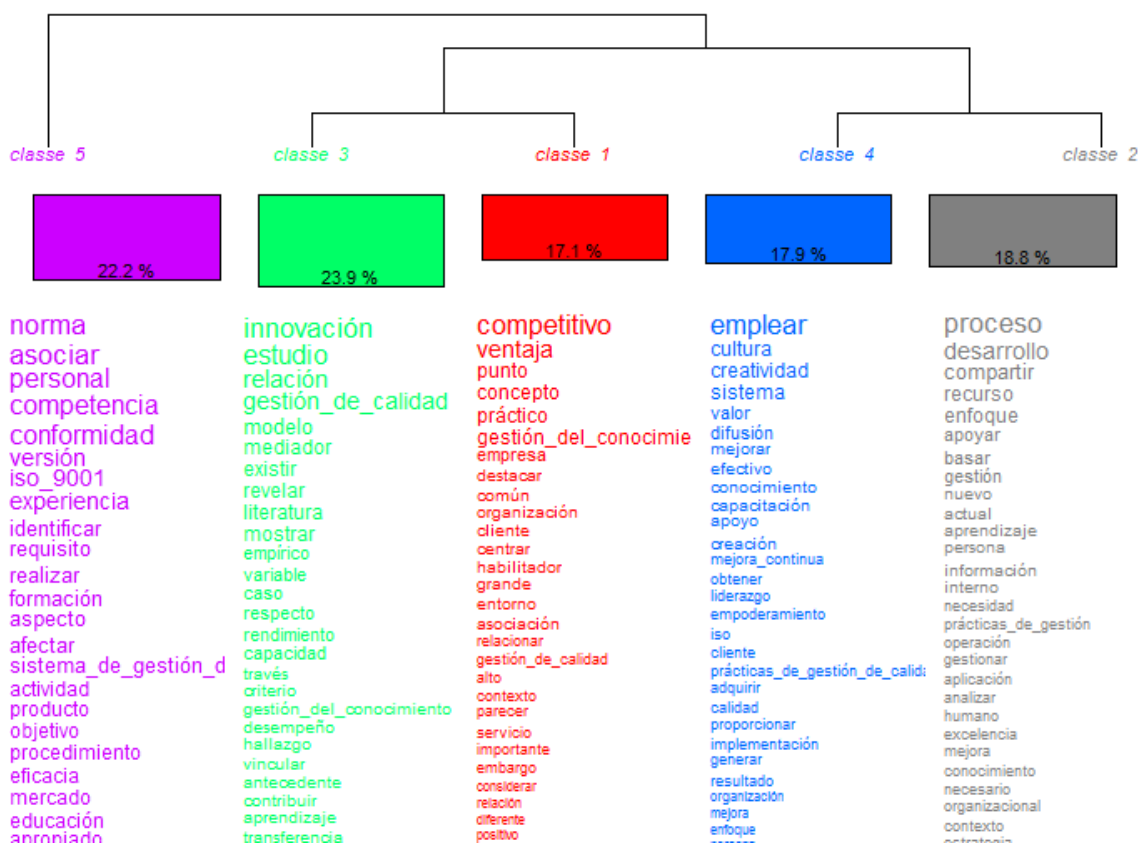 classe 5
classe 3
classe 1
classe 4
classe 2
22.2 %
23.9 %
17.1 %
17.9 %
18.8 %
norma
asociar
personal
competencia
conformidad
versión
iso_9001
experiencia
identificar
requisito
realizar
formación
aspecto
afectar
sistema_de_gestión_d
actividad
producto
objetivo
procedimiento
eficacia
mercado
educación
apropiado
innovación
estudio
relación
gestión_de_calidad
modelo
mediador
existir
revelar
literatura
mostrar
empírico
variable
caso
respecto
rendimiento
capacidad
través
criterio
gestión_del_conocimiento
desempeño
hallazgo
vincular
antecedente
contribuir
aprendizaje
transferencia
competitivo
ventaja
punto
concepto
práctico
gestión_del_conocimie
empresa
destacar
común
organización
cliente
centrar
habilitador
grande
entorno
asociación
relacionar
gestión_de_calidad
alto
contexto
parecer
servicio
importante
embargo
considerar
relación
diferente
positivo
emplear
cultura
creatividad
sistema
valor
difusión
mejorar
efectivo
conocimiento
capacitación
apoyo
creación
mejora_continua
obtener
liderazgo
empoderamiento
iso
cliente
prácticas_de_gestión_de_calid
adquirir
calidad
proporcionar
implementación
generar
resultado
organización
mejora
enfoque
proceso
desarrollo
compartir
recurso
enfoque
apoyar
basar
gestión
nuevo
actual
aprendizaje
persona
información
interno
necesidad
prácticas_de_gestión
operación
gestionar
aplicación
analizar
humano
excelencia
mejora
conocimiento
necesario
organizacional
contexto
estrategia